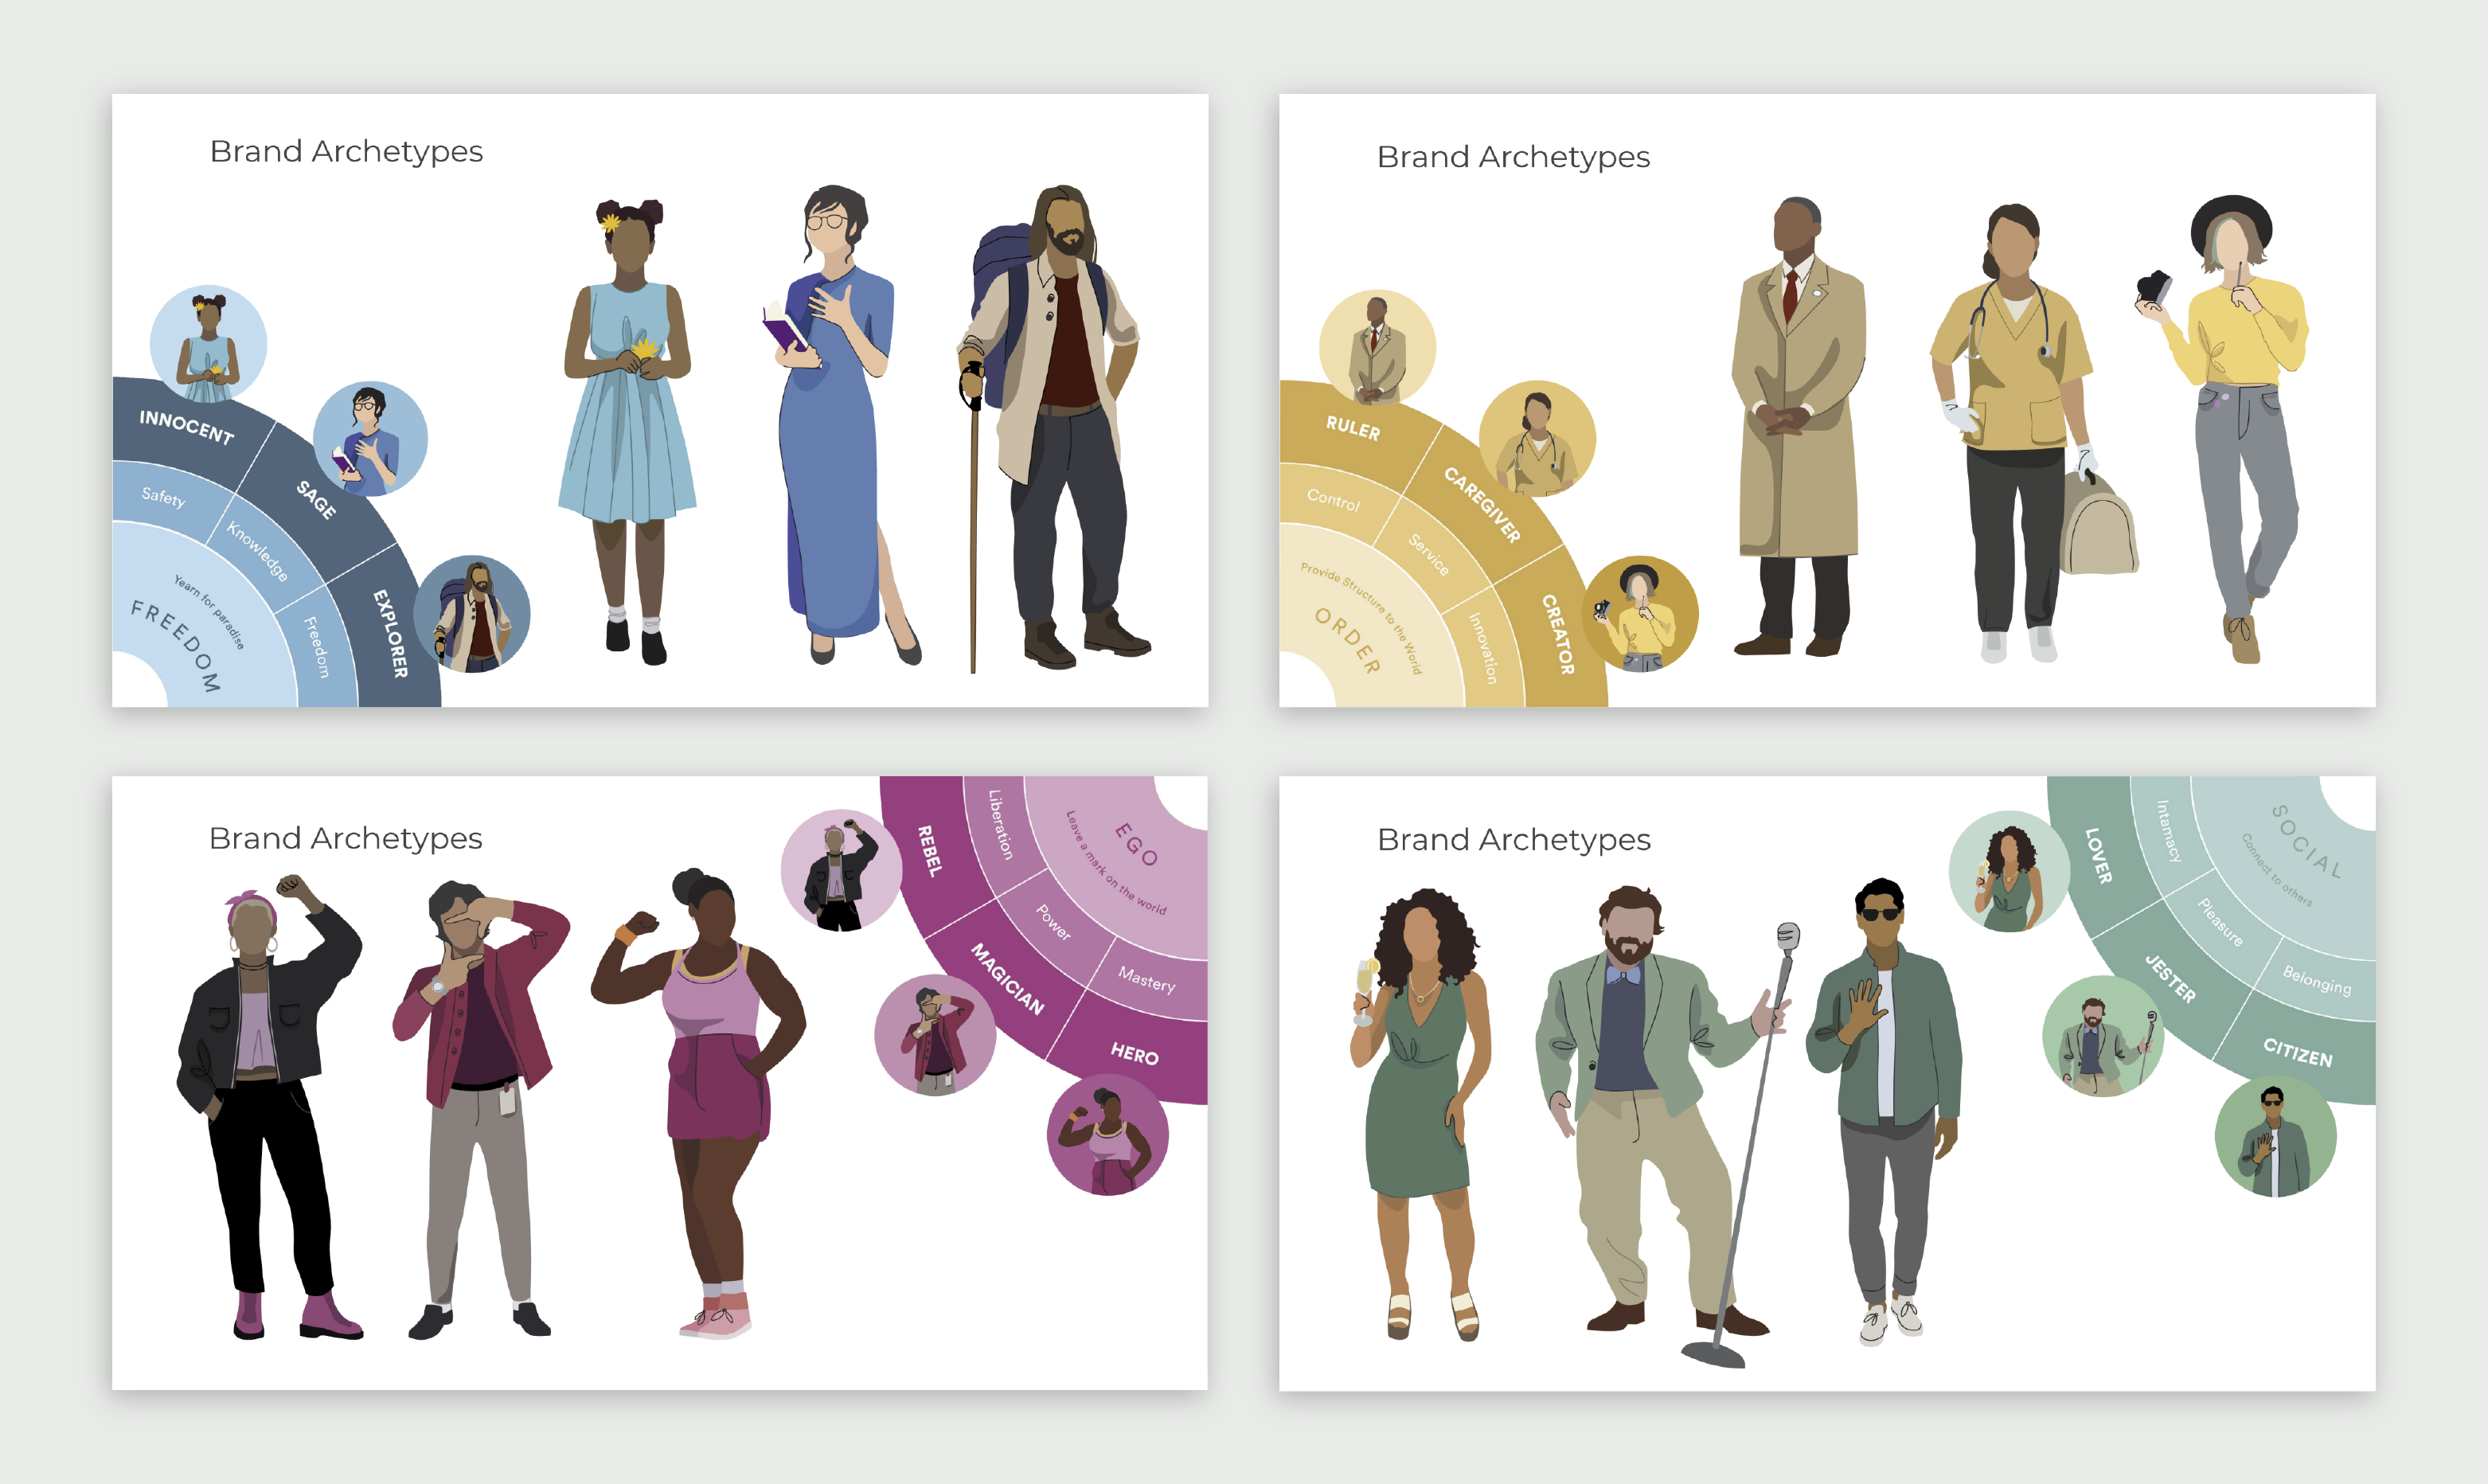 Brand Archetypes
INNOCENT
SAGE
EXPLORER
Safety
Knowledge
Freedom
Yearn for paradise
FREEDOM
Brand Archetypes
RULER
CAREGIVER
CREATOR
Control
Service
Innovation
Provide Structure to the World
ORDER
Brand Archetypes
REBEL
MAGICIAN
HERO
Liberation
Power
Mastery
EGO
Leave a mark on the world
Brand Archetypes
LOVER
JESTER
CITIZEN
Intamacy
Pleasure
Belonging
SOCIAL
Connect to others